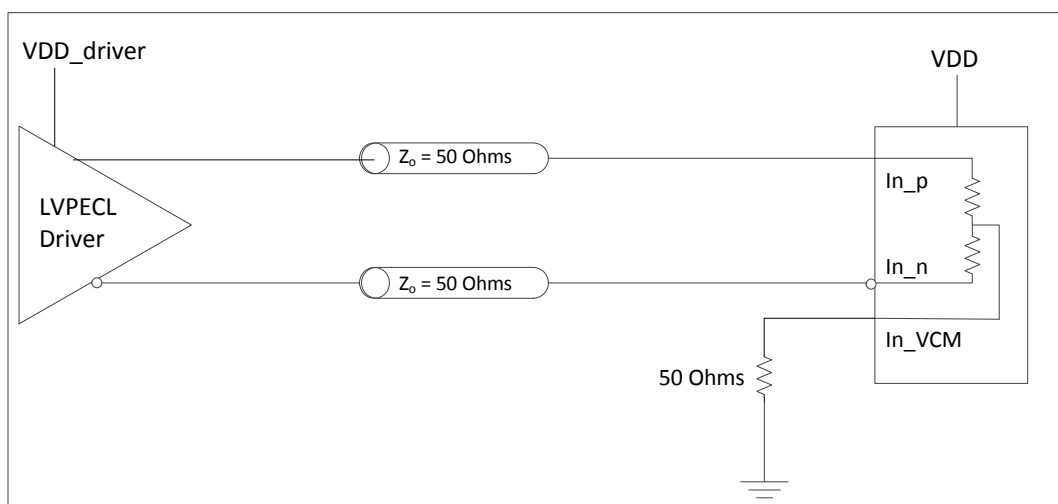 VDD_driver
VDD
Zo = 50 Ohms
In_p
LVPECL
Driver
In_n
Zo = 50 Ohms
In_VCM
50 Ohms